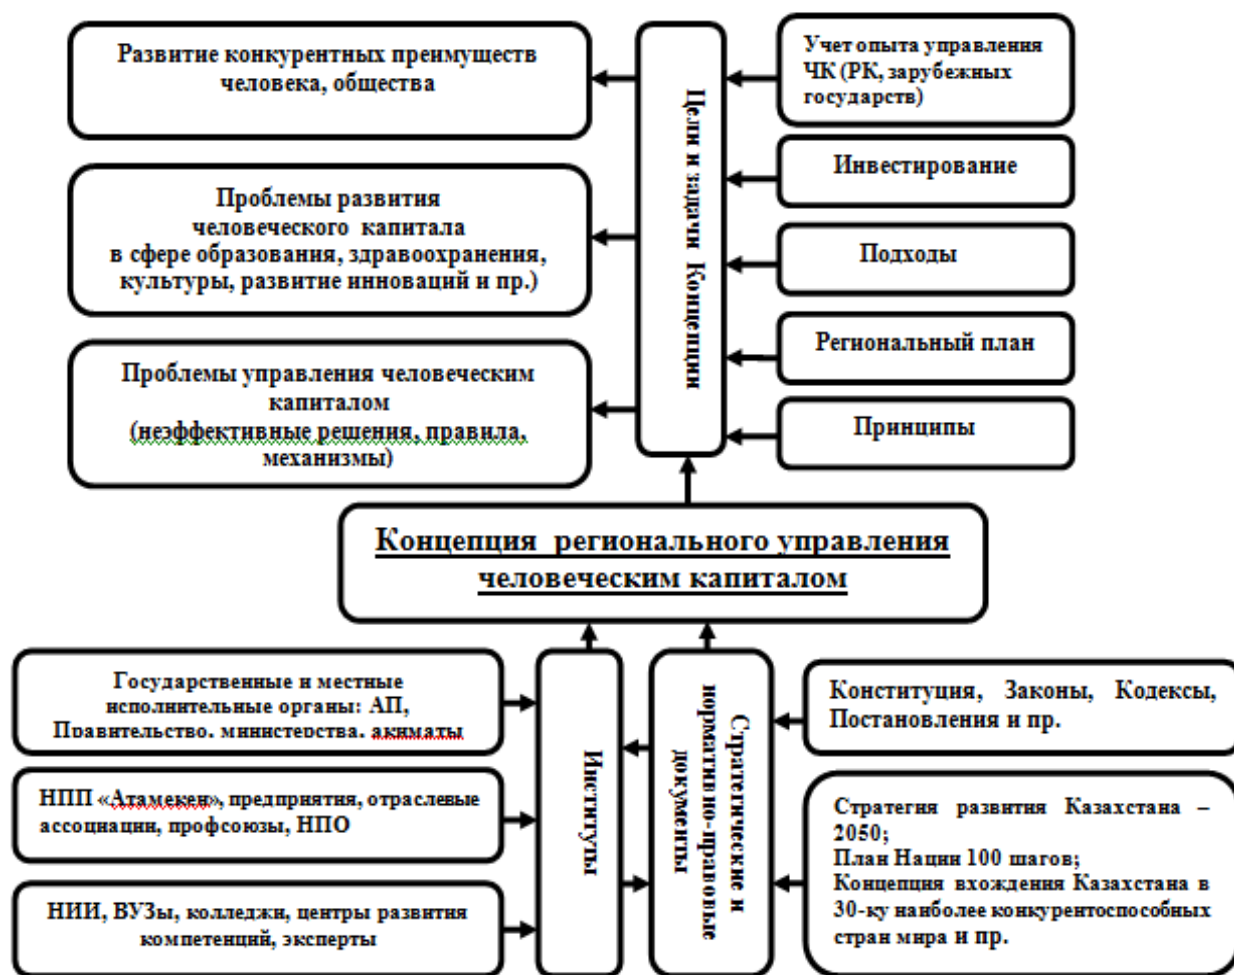 Развитие конкурентных преимуществ
человека, общества
Проблемы развития
человеческого капитала
в сфере образования, здравоохранения,
культуры, развитие инноваций и пр.)
Проблемы управления человеческим
капиталом
(неэффективные решения, правила,
механизмы)
Цели и задачи Концепции
Учет опыта управления
ЧК (РК, зарубежных
государств)
Инвестирование
Подходы
Региональный план
Принципы
Концепция регионального управления
человеческим капиталом
Государственные и местные
исполнительные органы: АП,
Правительство, министерства, акиматы
НПП «Атамекен», предприятия, отраслевые
ассоциации, профсоюзы, НПО
НИИ, ВУЗы, колледжи, центры развития
компетенций, эксперты
Институты
Стратегические и
нормативно-правовые
документы
Конституция, Законы, Кодексы,
Постановления и пр.
Стратегия развития Казахстана –
2050;
План Нации 100 шагов;
Концепция вхождения Казахстана в
30-ку наиболее конкурентоспособных
стран мира и пр.